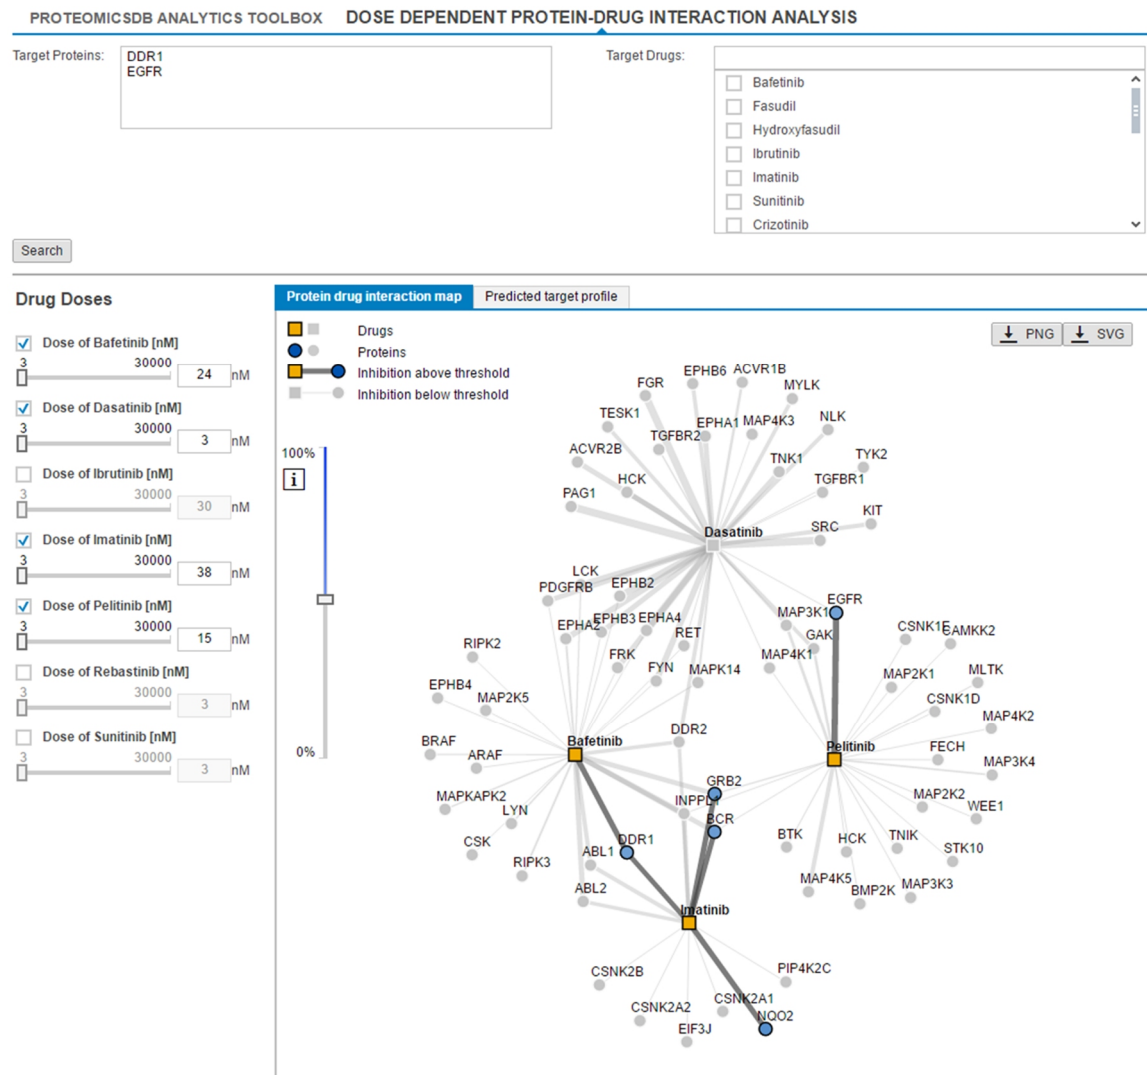 PROTEOMICSDB ANALYTICS TOOLBOX DOSE DEPENDENT PROTEIN-DRUG INTERACTION ANALYSIS
Target Proteins:
DDR1
EGFR
Target Drugs:
Bafetinib
Fasudil
Hydroxyfasudil
Ibrutinib
Imatinib
Sunitinib
Crizotinib
Search
Drug Doses
Dose of Bafetinib [nM]
3 30000
24 nM
Dose of Dasatinib [nM]
3 30000
3 nM
Dose of Ibrutinib [nM]
3 30000
30 nM
Dose of Imatinib [nM]
3 30000
38 nM
Dose of Pelitinib [nM]
3 30000
15 nM
Dose of Rebastinib [nM]
3 30000
3 nM
Dose of Sunitinib [nM]
3 30000
3 nM
Protein drug interaction map Predicted target profile
Drugs
Proteins
Inhibition above threshold
Inhibition below threshold
PNG SVG
100%
i
0%
EPHB6 ACVR1B
FGR MYLK
TESK1 EPHA1 MAP4K3 NLK
TGFBR2
ACVR2B TNK1 TYK2
HCK TGFBR1
PAG1
KIT
Dasatinib SRC
LCK
PDGFRB EPHB2
EGFR
MAP3K1
EPHA2 EPHB3 EPHA4
RET GAK CSNK1E CAMKK2
RIPK2
FRK FYN MAPK14 MAP4K1
MAP2K1 MLTK
EPHB4 MAP2K5
CSNK1D
DDR2 MAP4K2
BRAF ARAF Bafetinib Pelitinib FECH
MAP3K4
GRB2
MAPKAPK2 INPPL1 MAP2K2 WEE1
LYN BCR
CSK DDR1 BTK HCK TNIK
ABL1 STK10
RIPK3
ABL2 MAP4K5 BMP2K MAP3K3
Imatinib
CSNK2B PIP4K2C
CSNK2A2 CSNK2A1
EIF3J NQO2